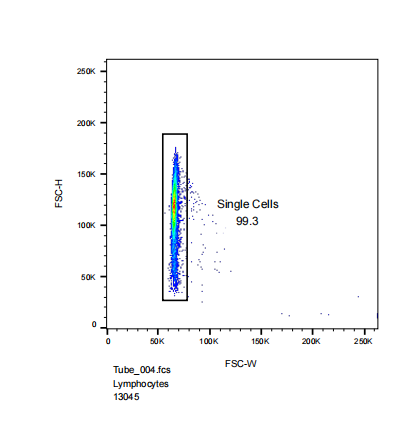 250K
200K
150K
100K
50K
0
FSC-H
Single Cells
99.3
0
50K
100K
150K
200K
250K
FSC-W
Tube_004.fcs
Lymphocytes
13045